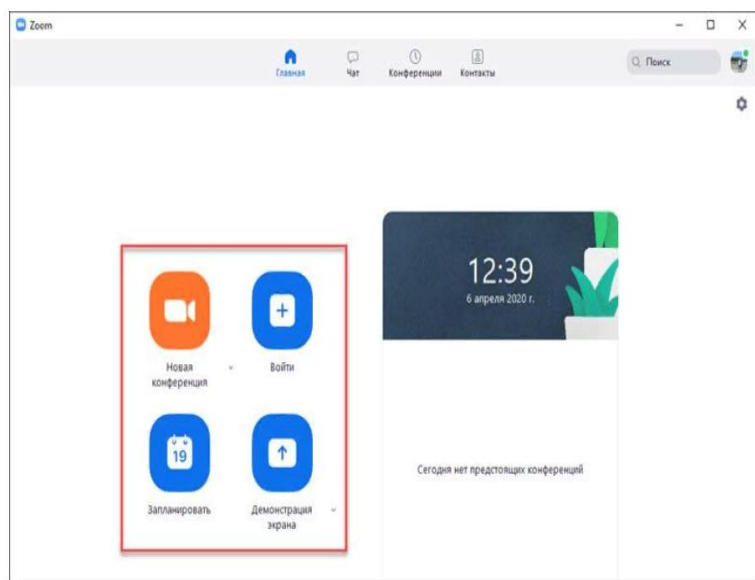 Zoom
Главная
Чат
Конференции
Контакты
Поиск
12:39
6 апреля 2020 г.
Новая
конференция
Войти
19
Запланировать
Демонстрация
экрана
Сегодня нет предстоящих конференций